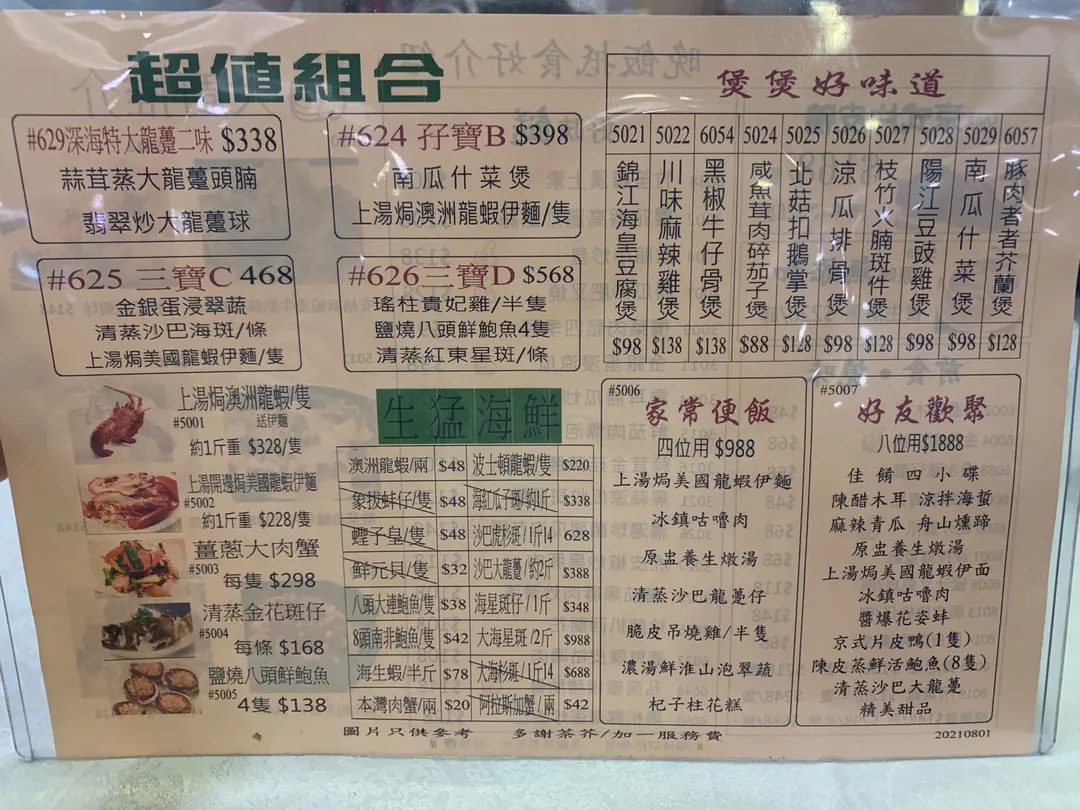 超值組合
#629深海特大龍躉二味 $338
蒜茸蒸大龍躉頭腩
翡翠炒大龍躉球
#624 孖寶B $398
南瓜什菜煲
上湯焗澳洲龍蝦伊麵/隻
#625 三寶C 468
金銀蛋浸翠蔬
清蒸沙巴海斑/條
上湯焗美國龍蝦伊麵/隻
#626三寶D $568
瑤柱貴妃雞/半隻
鹽燒八頭鮮鮑魚4隻
清蒸紅東星斑/條
煲煲好味道
5021 錦江海皇豆腐煲 $98
5022 川味麻辣雞煲 $138
6054 黑椒牛仔骨煲 $138
5024 咸魚茸肉碎茄子煲 $88
5025 北菇扣鵝掌煲 $128
5026 涼瓜排骨煲 $98
5027 枝竹火腩斑件煲 $128
5028 陽江豆豉雞煲 $98
5029 南瓜什菜煲 $98
6057 豚肉者者芥蘭煲 $128
上湯焗澳洲龍蝦/隻
#5001 送伊麵
約1斤重 $328/隻
上湯開邊焗美國龍蝦伊麵
#5002
約1斤重 $228/隻
薑蔥大肉蟹
#5003
每隻 $298
清蒸金花斑仔
#5004
每條 $168
鹽燒八頭鮮鮑魚
#5005
4隻 $138
生猛海鮮
澳洲龍蝦/兩 $48 波士頓龍蝦/隻 $220
象拔蚌仔/隻 $48 海紅瓜子斑/約1斤 $338
蟶子皇/隻 $48 沙巴虎杉斑/1斤14 628
鮮元貝/隻 $32 沙巴大龍躉/約2斤 $388
八頭大連鮑魚/隻 $38 海星斑仔/1斤 $348
8頭南非鮑魚/隻 $42 大海星斑/2斤 $988
海生蝦/半斤 $78 大海杉斑/1斤14 $688
本灣肉蟹/兩 $20 阿拉斯加蟹/兩 $42
#5006
家常便飯
四位用 $988
上湯焗美國龍蝦伊麵
冰鎮咕嚕肉
原盅養生燉湯
清蒸沙巴龍躉仔
脆皮吊燒雞/半隻
濃湯鮮淮山泡翠蔬
杞子桂花糕
#5007
好友歡聚
八位用$1888
佳餚四小碟
陳醋木耳 涼拌海蜇
麻辣青瓜 舟山燻蹄
原盅養生燉湯
上湯焗美國龍蝦伊面
冰鎮咕嚕肉
醬爆花姿蚌
京式片皮鴨(1隻)
陳皮蒸鮮活鮑魚(8隻)
清蒸沙巴大龍躉
精美甜品
圖片只供參考 多謝茶芥/加一服務費
20210801